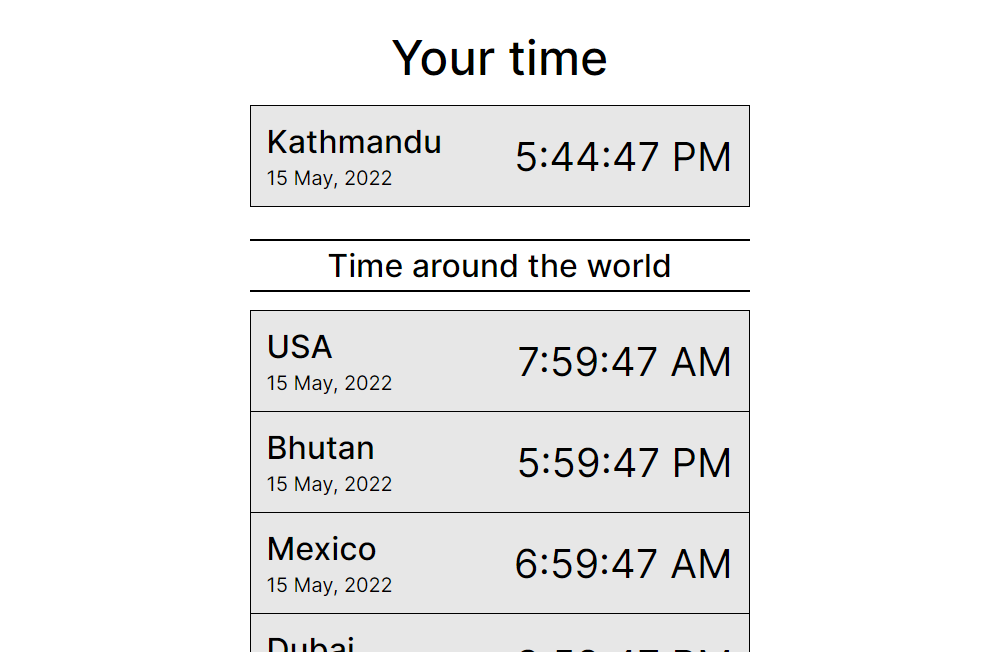 Your time
Kathmandu
15 May, 2022
5:44:47 PM
Time around the world
USA
15 May, 2022
7:59:47 AM
Bhutan
15 May, 2022
5:59:47 PM
Mexico
15 May, 2022
6:59:47 AM
Dubai